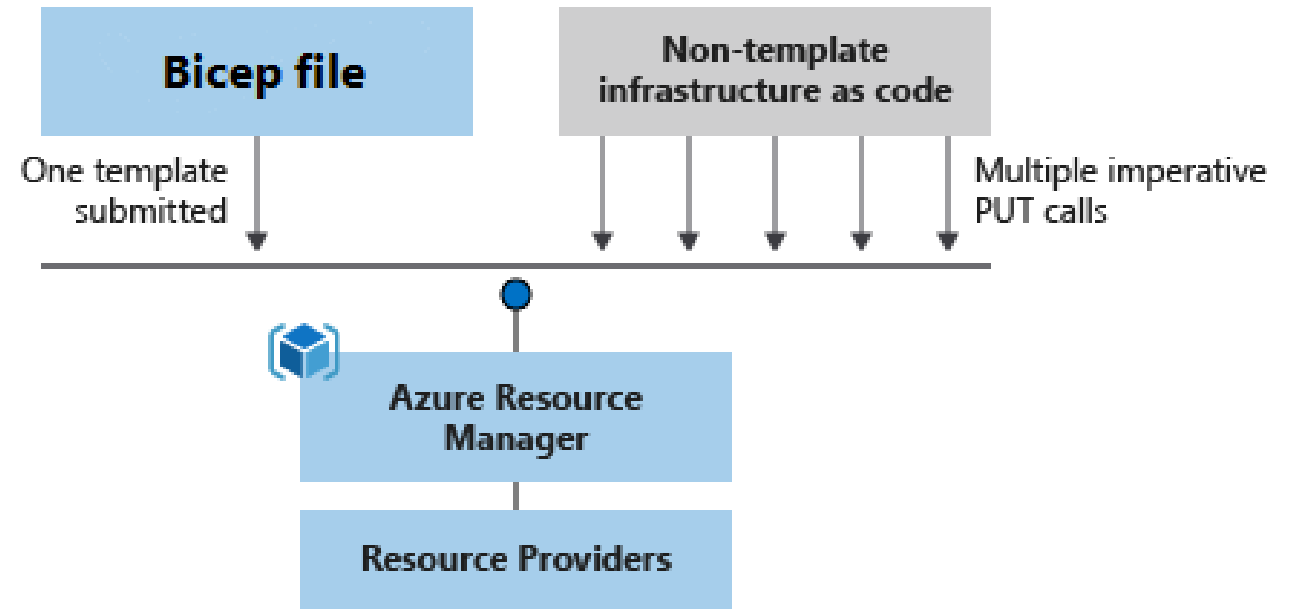 Bicep file
Non-template
infrastructure as code
One template
submitted
Multiple imperative
PUT calls
Azure Resource
Manager
Resource Providers